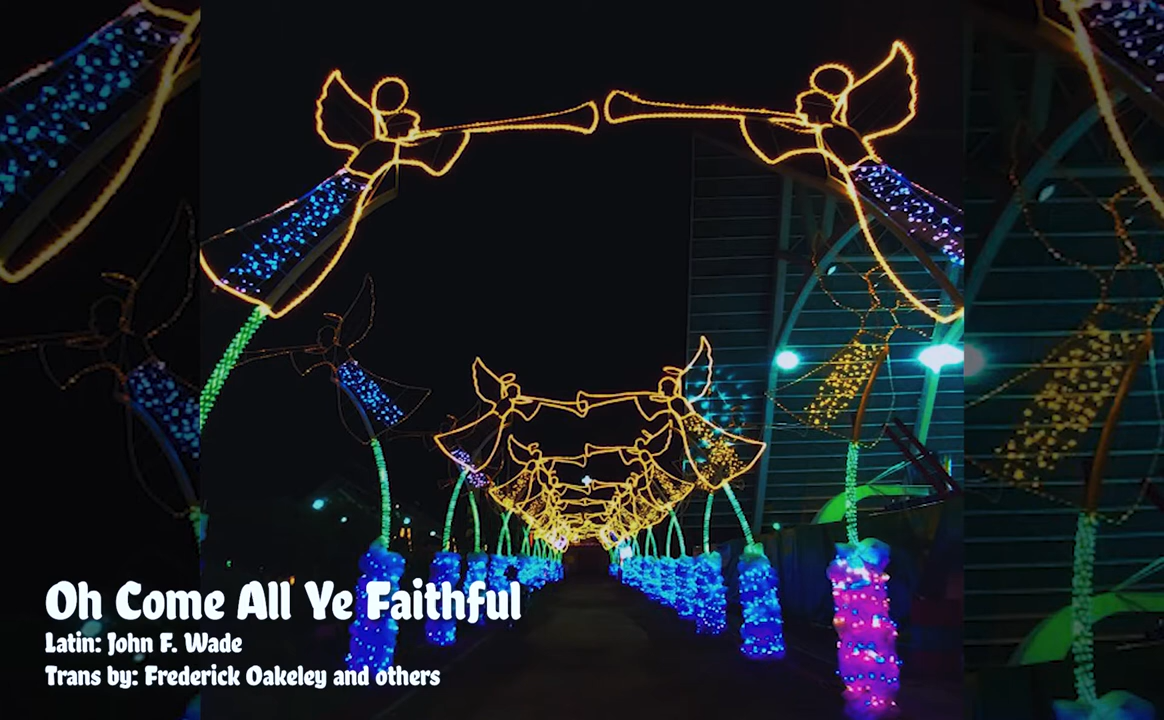 Oh Come All Ye Faithful
Latin: John F. Wade
Trans by: Frederick Oakeley and others